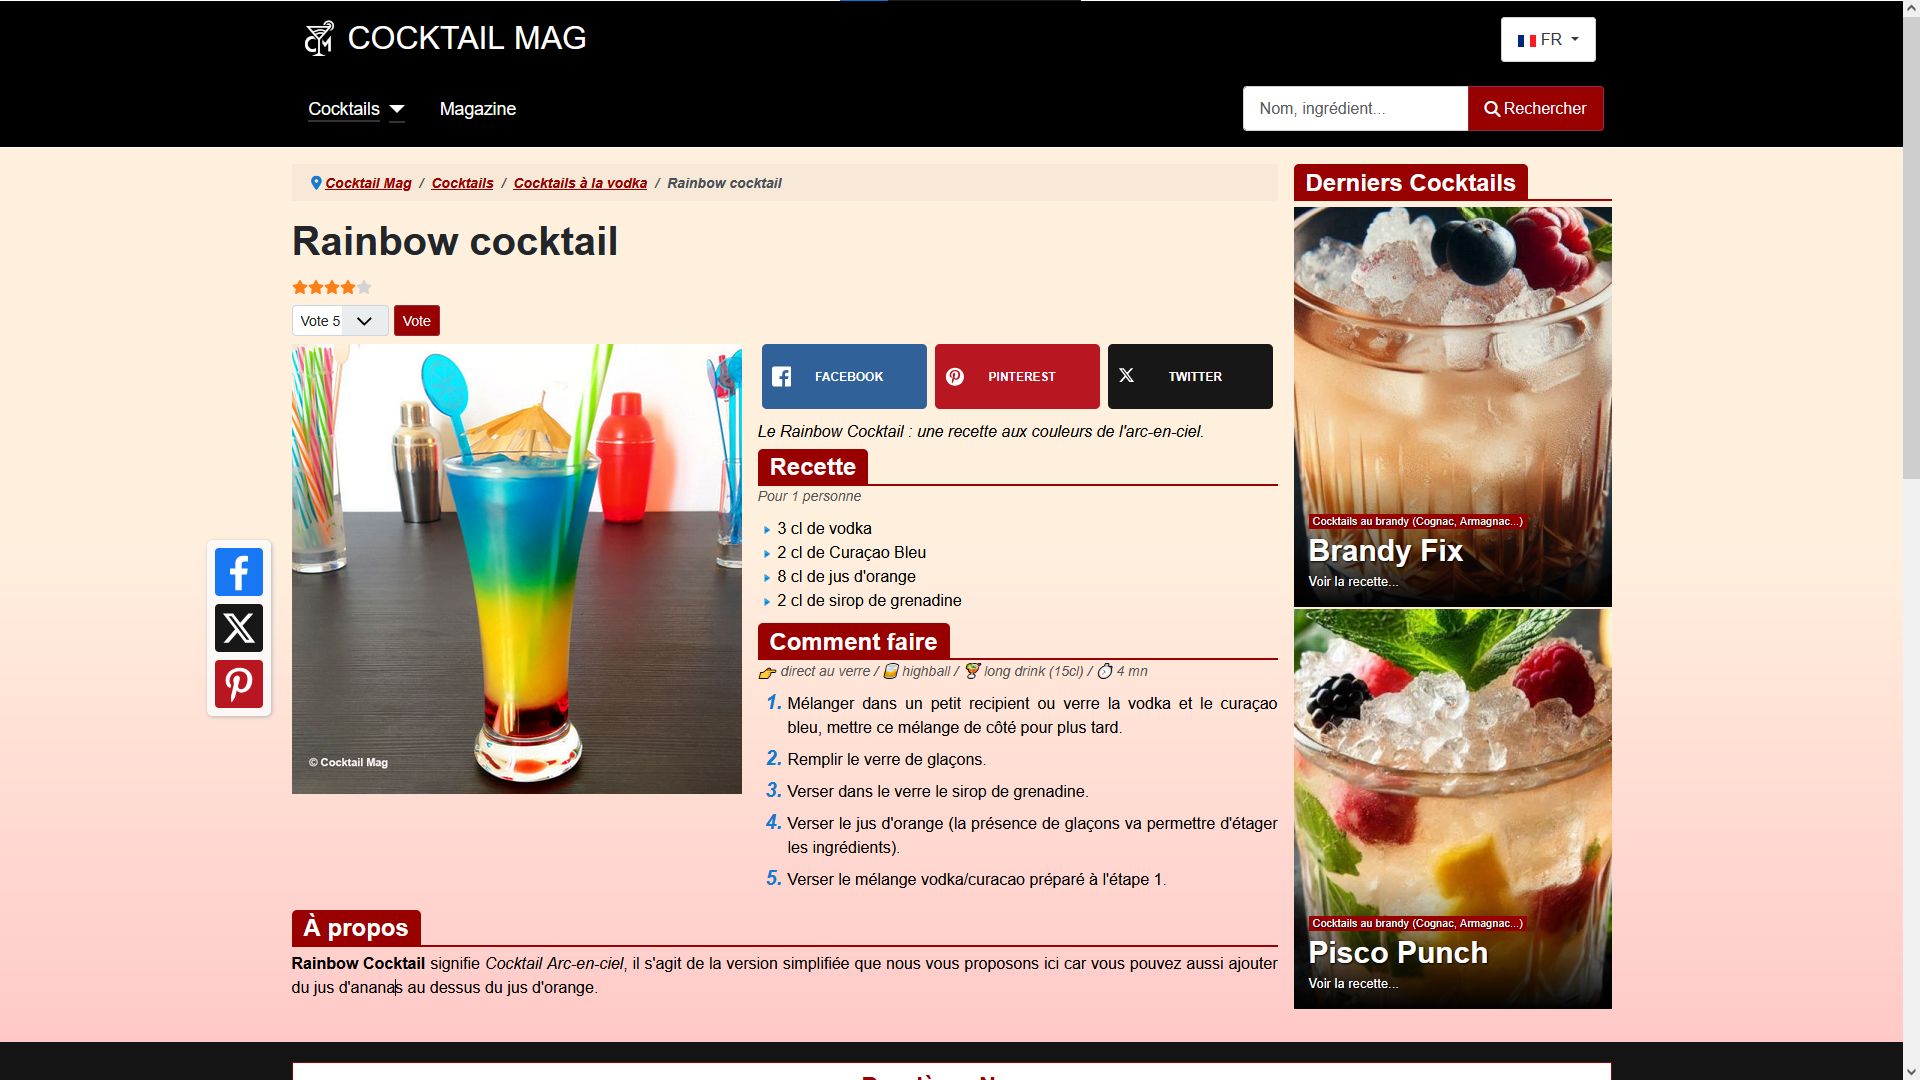 COCKTAIL MAG
FR
Cocktails
Magazine
Nom, ingrédient...
Rechercher
Cocktail Mag / Cocktails / Cocktails à la vodka / Rainbow cocktail
Rainbow cocktail
Vote 5
Vote
© Cocktail Mag
FACEBOOK
PINTEREST
TWITTER
Le Rainbow Cocktail : une recette aux couleurs de l'arc-en-ciel.
Recette
Pour 1 personne
3 cl de vodka
2 cl de Curaçao Bleu
8 cl de jus d'orange
2 cl de sirop de grenadine
Comment faire
direct au verre / highball / long drink (15cl) / 4 mn
1. Mélanger dans un petit recipient ou verre la vodka et le curaçao
bleu, mettre ce mélange de côté pour plus tard.
2. Remplir le verre de glaçons.
3. Verser dans le verre le sirop de grenadine.
4. Verser le jus d'orange (la présence de glaçons va permettre d'étager
les ingrédients).
5. Verser le mélange vodka/curacao préparé à l'étape 1.
À propos
Rainbow Cocktail signifie Cocktail Arc-en-ciel, il s'agit de la version simplifiée que nous vous proposons ici car vous pouvez aussi ajouter
du jus d'ananas au dessus du jus d'orange.
Derniers Cocktails
Cocktails au brandy (Cognac, Armagnac...)
Brandy Fix
Voir la recette...
Cocktails au brandy (Cognac, Armagnac...)
Pisco Punch
Voir la recette...